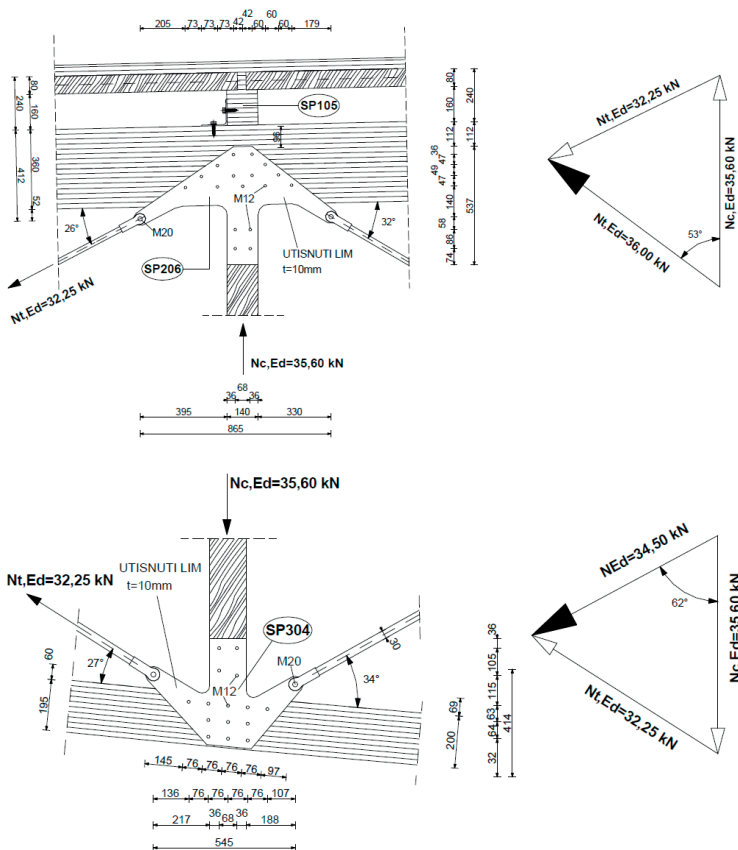 42 60
205 73 73 73 42 60 60 179
80
240
160
412
360
52
SP105
96
M12
26°
M20
32°
UTISNUTI LIM
t=10mm
SP206
Nt,Ed=32,25 kN
Nc,Ed=35,60 kN
80
160
240
112
112
36
47
49
47
140
58
86
74
537
68
36 36
395 140 330
865
Nt,Ed=32,25 kN
Nt,Ed=36,00 kN
53°
Nc,Ed=35,60 kN
Nc,Ed=35,60 kN
Nt,Ed=32,25 kN
UTISNUTI LIM
t=10mm
SP304
M20
M12
30
60
27°
34°
195
69
200
36
105
115
63
64
32
414
145 76 76 76 76 97
136 76 76 76 76 107
36 36
217 68 188
545
NEd=34,50 kN
62°
Nt,Ed=32,25 kN
Nc,Ed=35,60 kN